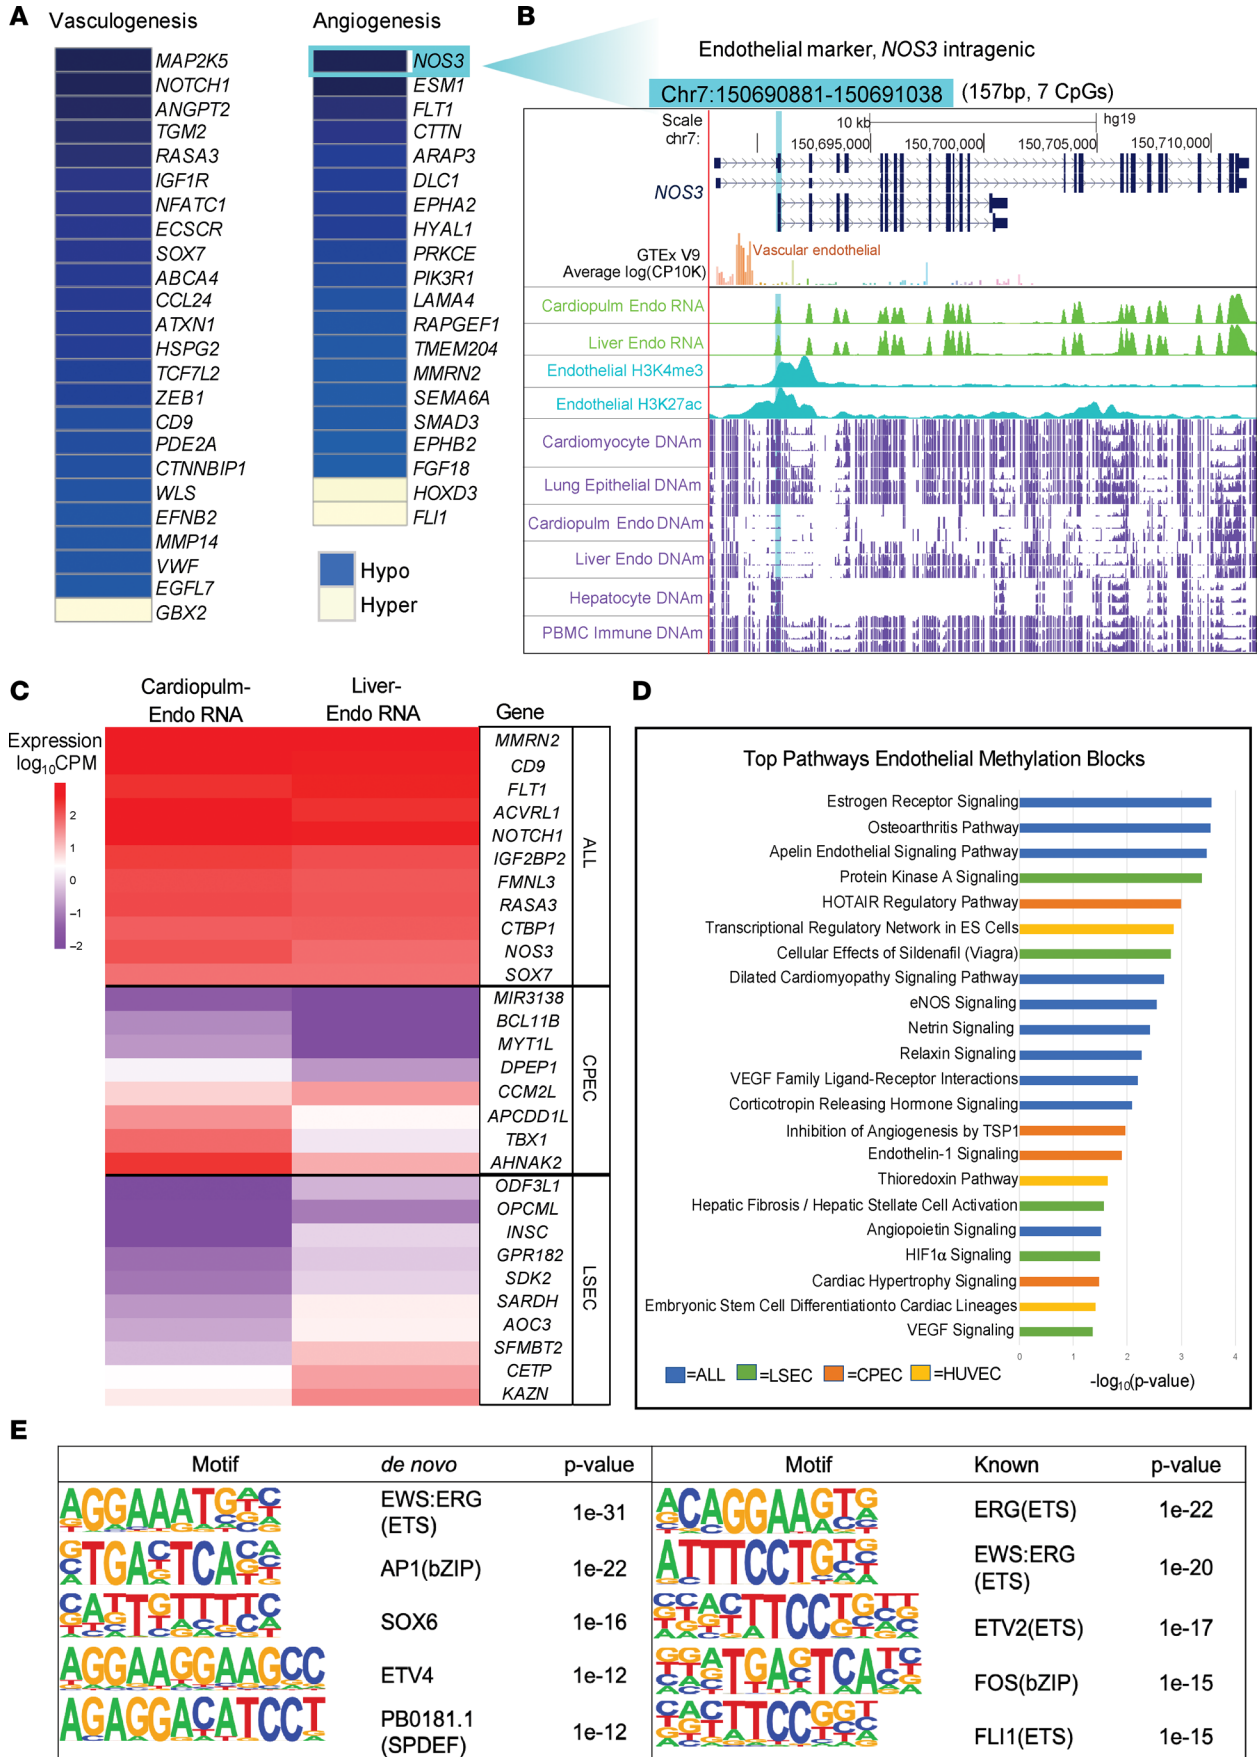 A
Vasculogenesis
Angiogenesis
MAP2K5
NOTCH1
ANGPT2
TGM2
RASA3
IGF1R
NFATC1
ECSCR
SOX7
ABCA4
CCL24
ATXN1
HSPG2
TCF7L2
ZEB1
CD9
PDE2A
CTNNBIP1
WLS
EFNB2
MMP14
VWF
EGFL7
GBX2
NOS3
ESM1
FLT1
CTTN
ARAP3
DLC1
EPHA2
HYAL1
PRKCE
PIK3R1
LAMA4
RAPGEF1
TMEM204
MMRN2
SEMA6A
SMAD3
EPHB2
FGF18
HOXD3
FLI1
Hypo
Hyper
B
Endothelial marker, NOS3 intragenic
Chr7:150690881-150691038 (157bp, 7 CpGs)
Scale 10 kb hg19
chr7: 150,695,000 150,700,000 150,705,000 150,710,000
NOS3
GTEx V9
Average log(CP10K)
Vascular endothelial
Cardiopulm Endo RNA
Liver Endo RNA
Endothelial H3K4me3
Endothelial H3K27ac
Cardiomyocyte DNAm
Lung Epithelial DNAm
Cardiopulm Endo DNAm
Liver Endo DNAm
Hepatocyte DNAm
PBMC Immune DNAm
C
Cardiopulm-
Endo RNA
Liver-
Endo RNA
Gene
Expression
log10CPM
2
1
0
−1
−2
MMRN2
CD9
FLT1
ACVRL1
NOTCH1
IGF2BP2
FMNL3
RASA3
CTBP1
NOS3
SOX7
ALL
MIR3138
BCL11B
MYT1L
DPEP1
CCM2L
APCDD1L
TBX1
AHNAK2
CPEC
ODF3L1
OPCML
INSC
GPR182
SDK2
SARDH
AOC3
SFMBT2
CETP
KAZN
LSEC
D
Top Pathways Endothelial Methylation Blocks
Estrogen Receptor Signaling
Osteoarthritis Pathway
Apelin Endothelial Signaling Pathway
Protein Kinase A Signaling
HOTAIR Regulatory Pathway
Transcriptional Regulatory Network in ES Cells
Cellular Effects of Sildenafil (Viagra)
Dilated Cardiomyopathy Signaling Pathway
eNOS Signaling
Netrin Signaling
Relaxin Signaling
VEGF Family Ligand-Receptor Interactions
Corticotropin Releasing Hormone Signaling
Inhibition of Angiogenesis by TSP1
Endothelin-1 Signaling
Thioredoxin Pathway
Hepatic Fibrosis / Hepatic Stellate Cell Activation
Angiopoietin Signaling
HIF1α Signaling
Cardiac Hypertrophy Signaling
Embryonic Stem Cell Differentiationto Cardiac Lineages
VEGF Signaling
0 1 2 3 4
=ALL =LSEC =CPEC =HUVEC
-log10(p-value)
E
Motif de novo p-value Motif Known p-value
AGGAAATGAC EWS:ERG (ETS) 1e-31
ACAGGAAGTG ERG(ETS) 1e-22
GTGACTCACA AP1(bZIP) 1e-22
ATTTCCTGTC EWS:ERG (ETS) 1e-20
CATTGTTTTC SOX6 1e-16
ETV2(ETS) 1e-17
AGGAAGGAAGCC ETV4 1e-12
FOS(bZIP) 1e-15
AGAGGACATCCT PB0181.1 (SPDEF) 1e-12
FLI1(ETS) 1e-15